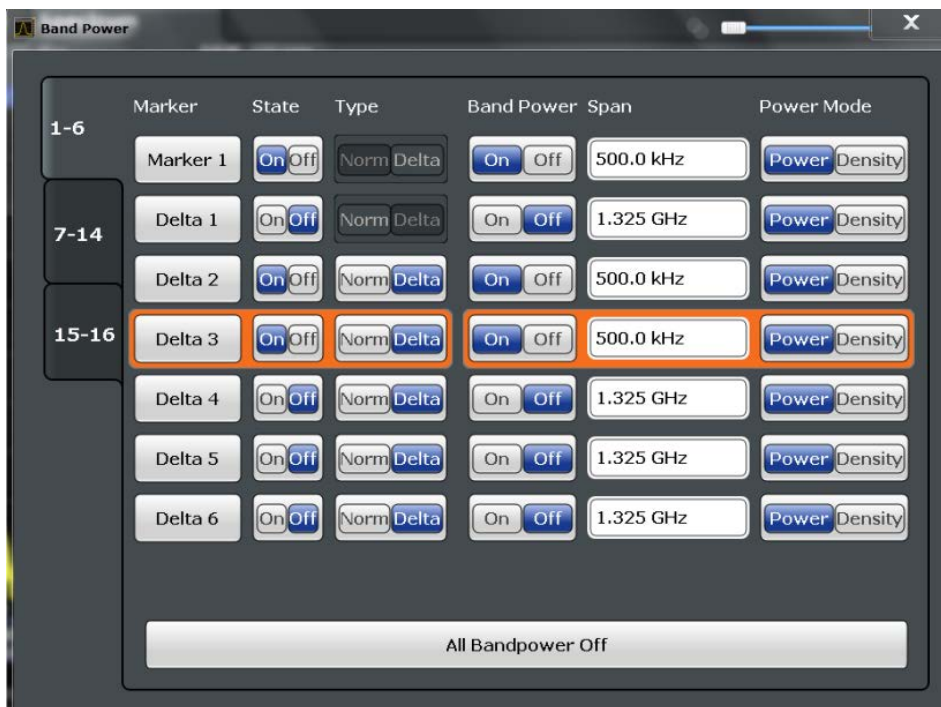 Band Power X
Marker State Type Band Power Span Power Mode
1-6
Marker 1 On Off Norm Delta On Off 500.0 kHz Power Density
Delta 1 On Off Norm Delta On Off 1.325 GHz Power Density
7-14
Delta 2 On Off Norm Delta On Off 500.0 kHz Power Density
15-16 Delta 3 On Off Norm Delta On Off 500.0 kHz Power Density
Delta 4 On Off Norm Delta On Off 1.325 GHz Power Density
Delta 5 On Off Norm Delta On Off 1.325 GHz Power Density
Delta 6 On Off Norm Delta On Off 1.325 GHz Power Density
All Bandpower Off